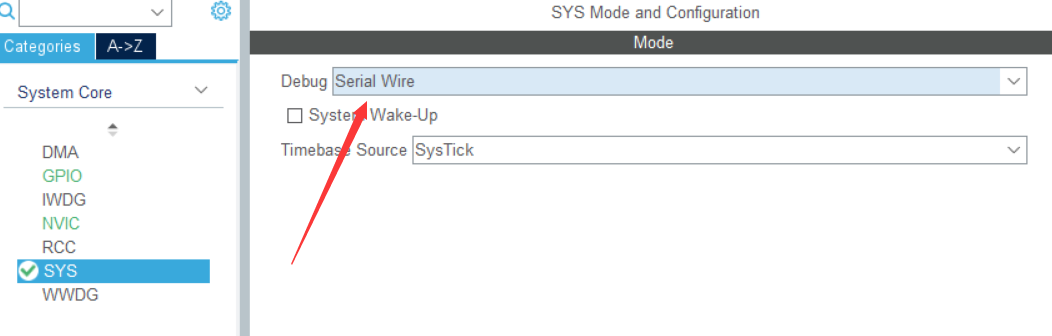 SYS Mode and Configuration
Categories A->Z
Mode
System Core
Debug Serial Wire
System Wake-Up
Timebase Source SysTick
DMA
GPIO
IWDG
NVIC
RCC
SYS
WWDG